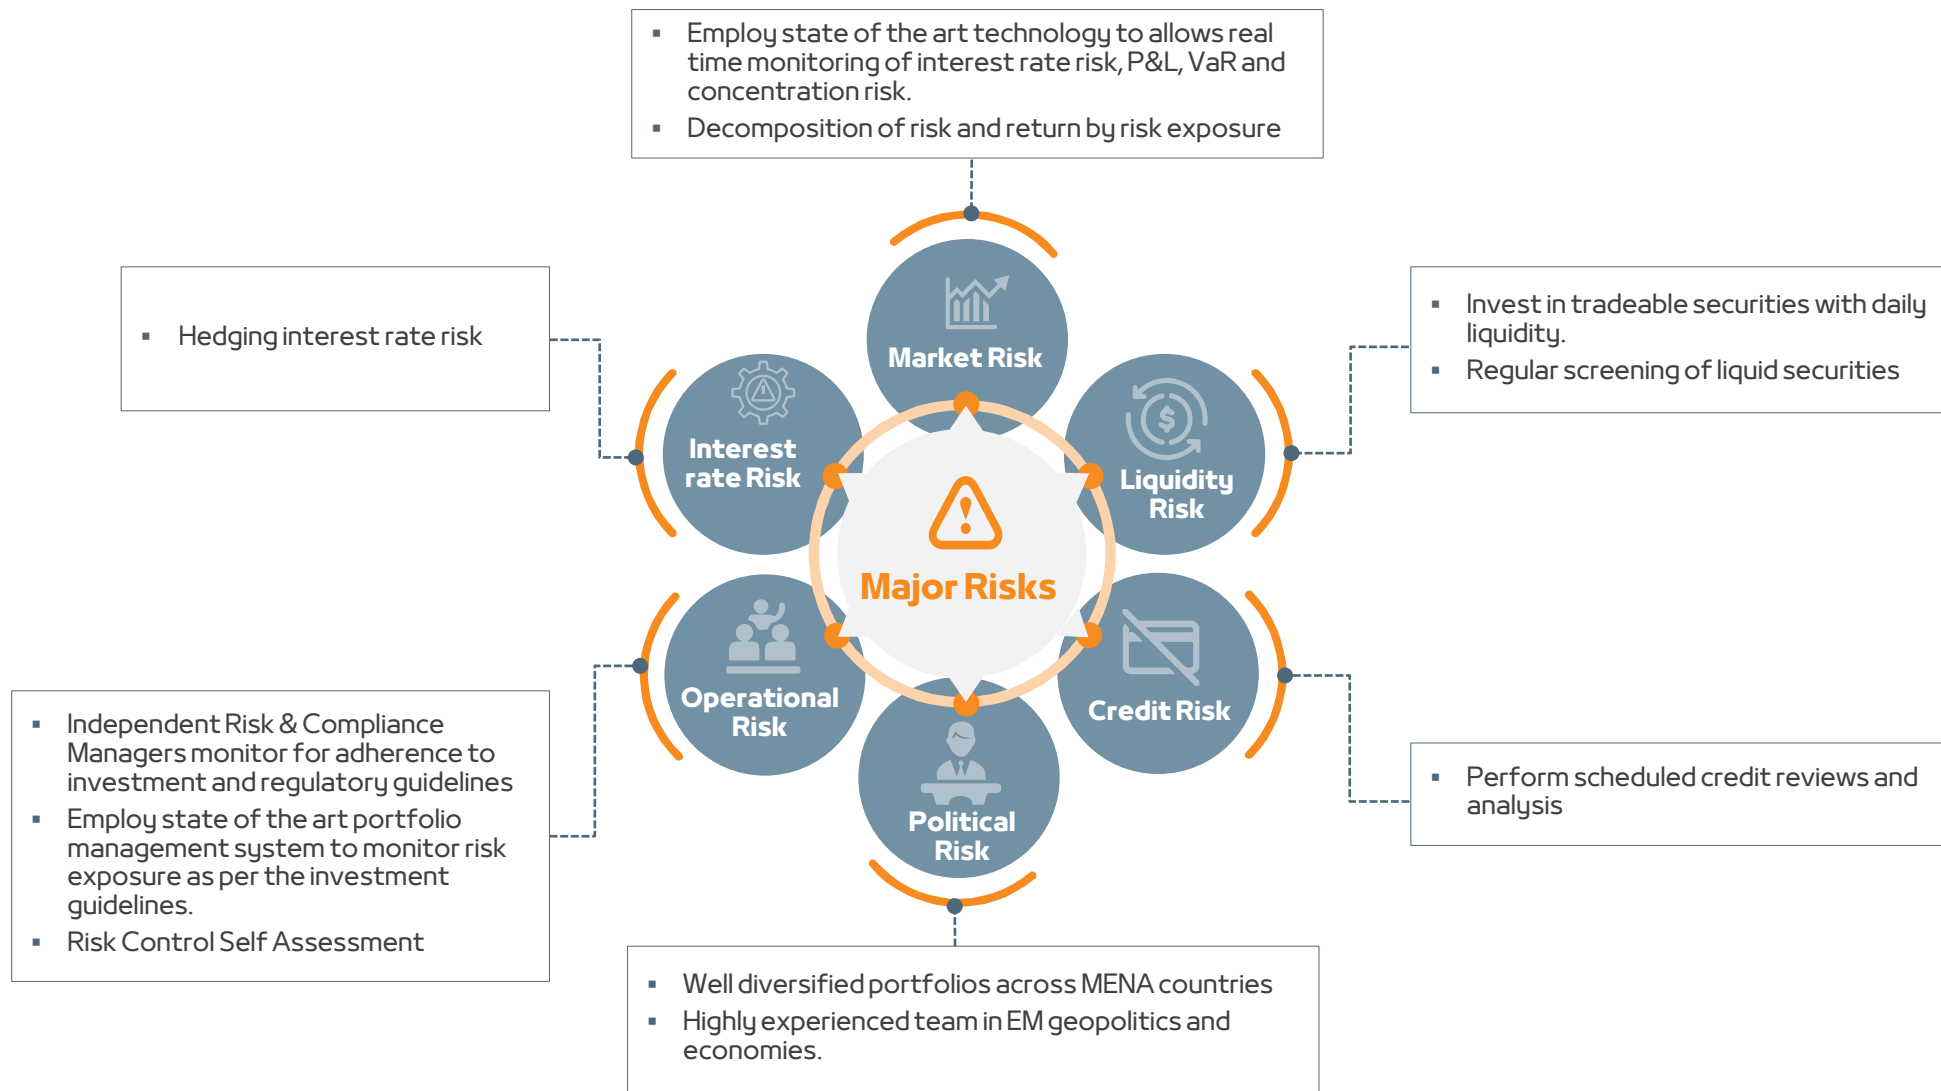 ▪ Employ state of the art technology to allows real
time monitoring of interest rate risk, P&L, VaR and
concentration risk.
▪ Decomposition of risk and return by risk exposure
▪ Hedging interest rate risk
▪ Invest in tradeable securities with daily
liquidity.
▪ Regular screening of liquid securities
Market Risk
Interest
rate Risk
Liquidity
Risk
Major Risks
Operational
Risk
Credit Risk
Political
Risk
▪ Independent Risk & Compliance
Managers monitor for adherence to
investment and regulatory guidelines
▪ Employ state of the art portfolio
management system to monitor risk
exposure as per the investment
guidelines.
▪ Risk Control Self Assessment
▪ Perform scheduled credit reviews and
analysis
▪ Well diversified portfolios across MENA countries
▪ Highly experienced team in EM geopolitics and
economies.